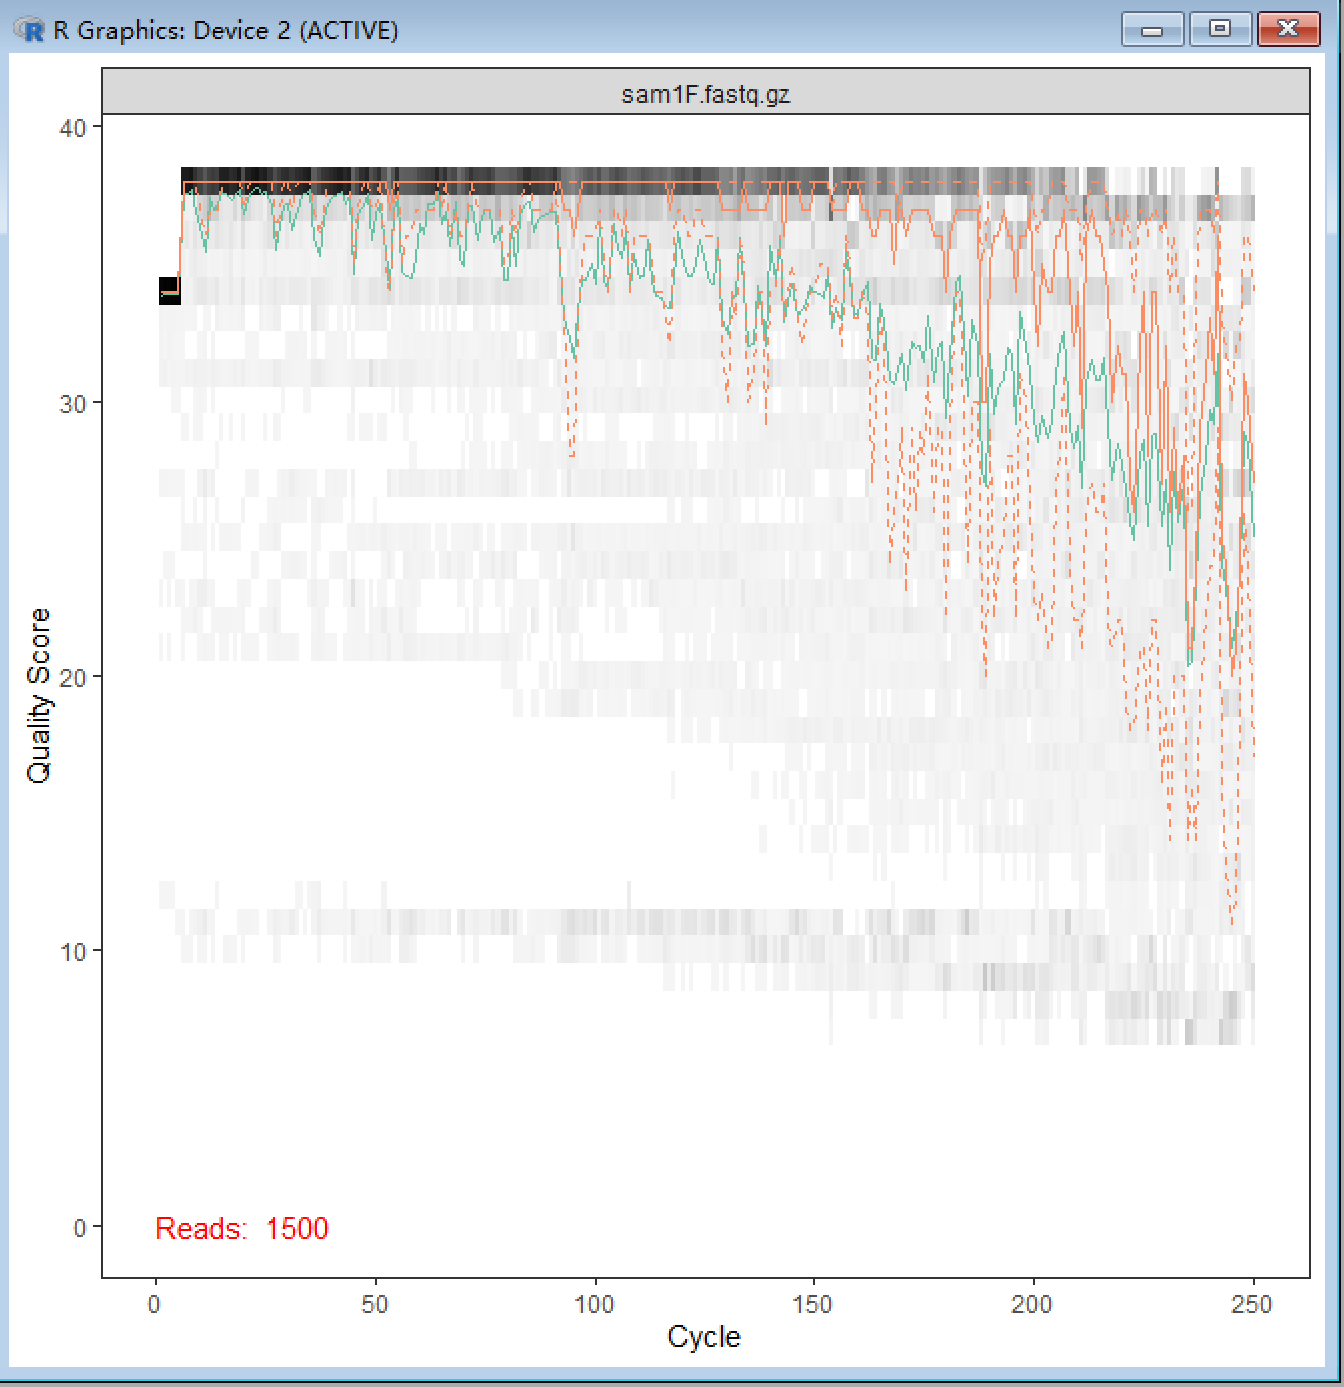 R Graphics: Device 2 (ACTIVE)
sam1F.fastq.gz
40
30
20
10
0
Quality Score
Reads: 1500
0 50 100 150 200 250
Cycle